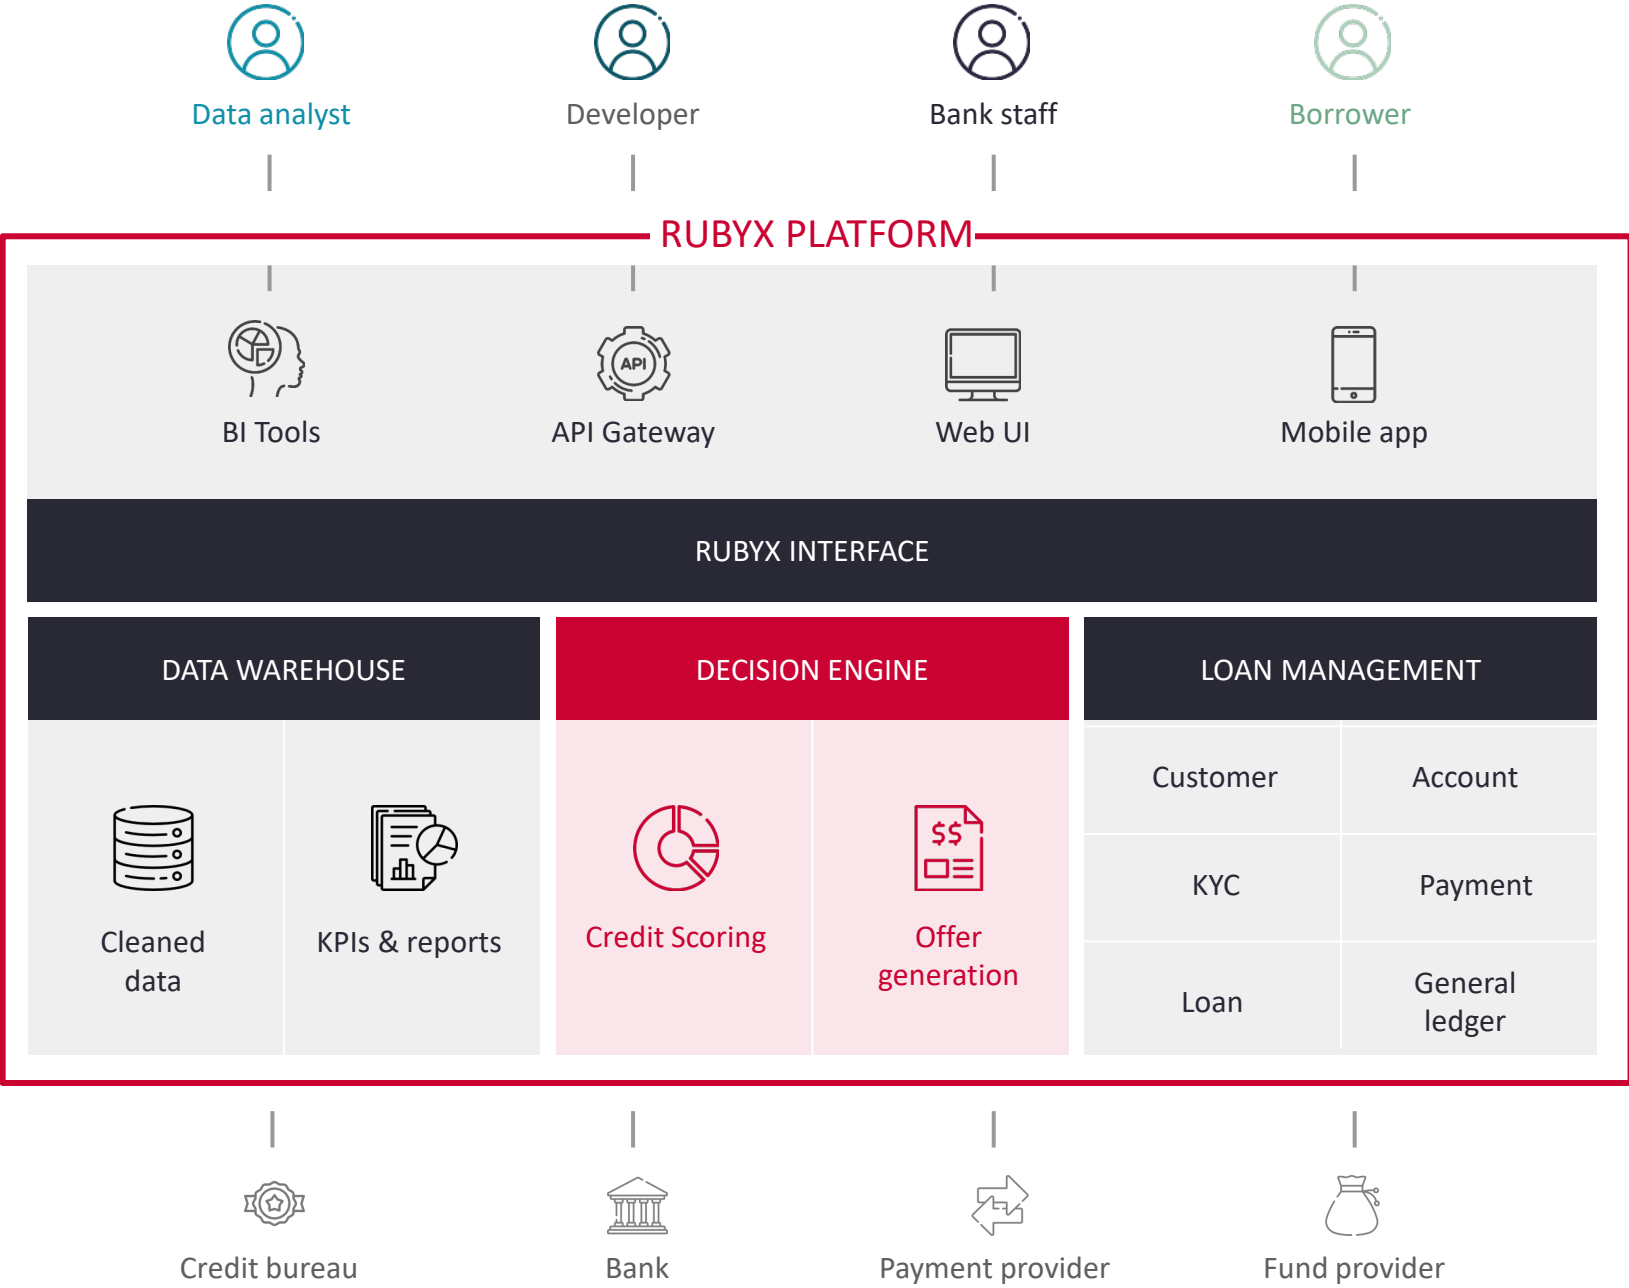 Data analyst
Developer
Bank staff
Borrower
RUBYX PLATFORM
API
BI Tools
API Gateway
Web UI
Mobile app
RUBYX INTERFACE
DATA WAREHOUSE
DECISION ENGINE
LOAN MANAGEMENT
Cleaned
data
KPIs & reports
Credit Scoring
$$
Offer
generation
Customer
Account
KYC
Payment
Loan
General
ledger
Credit bureau
Bank
Payment provider
Fund provider